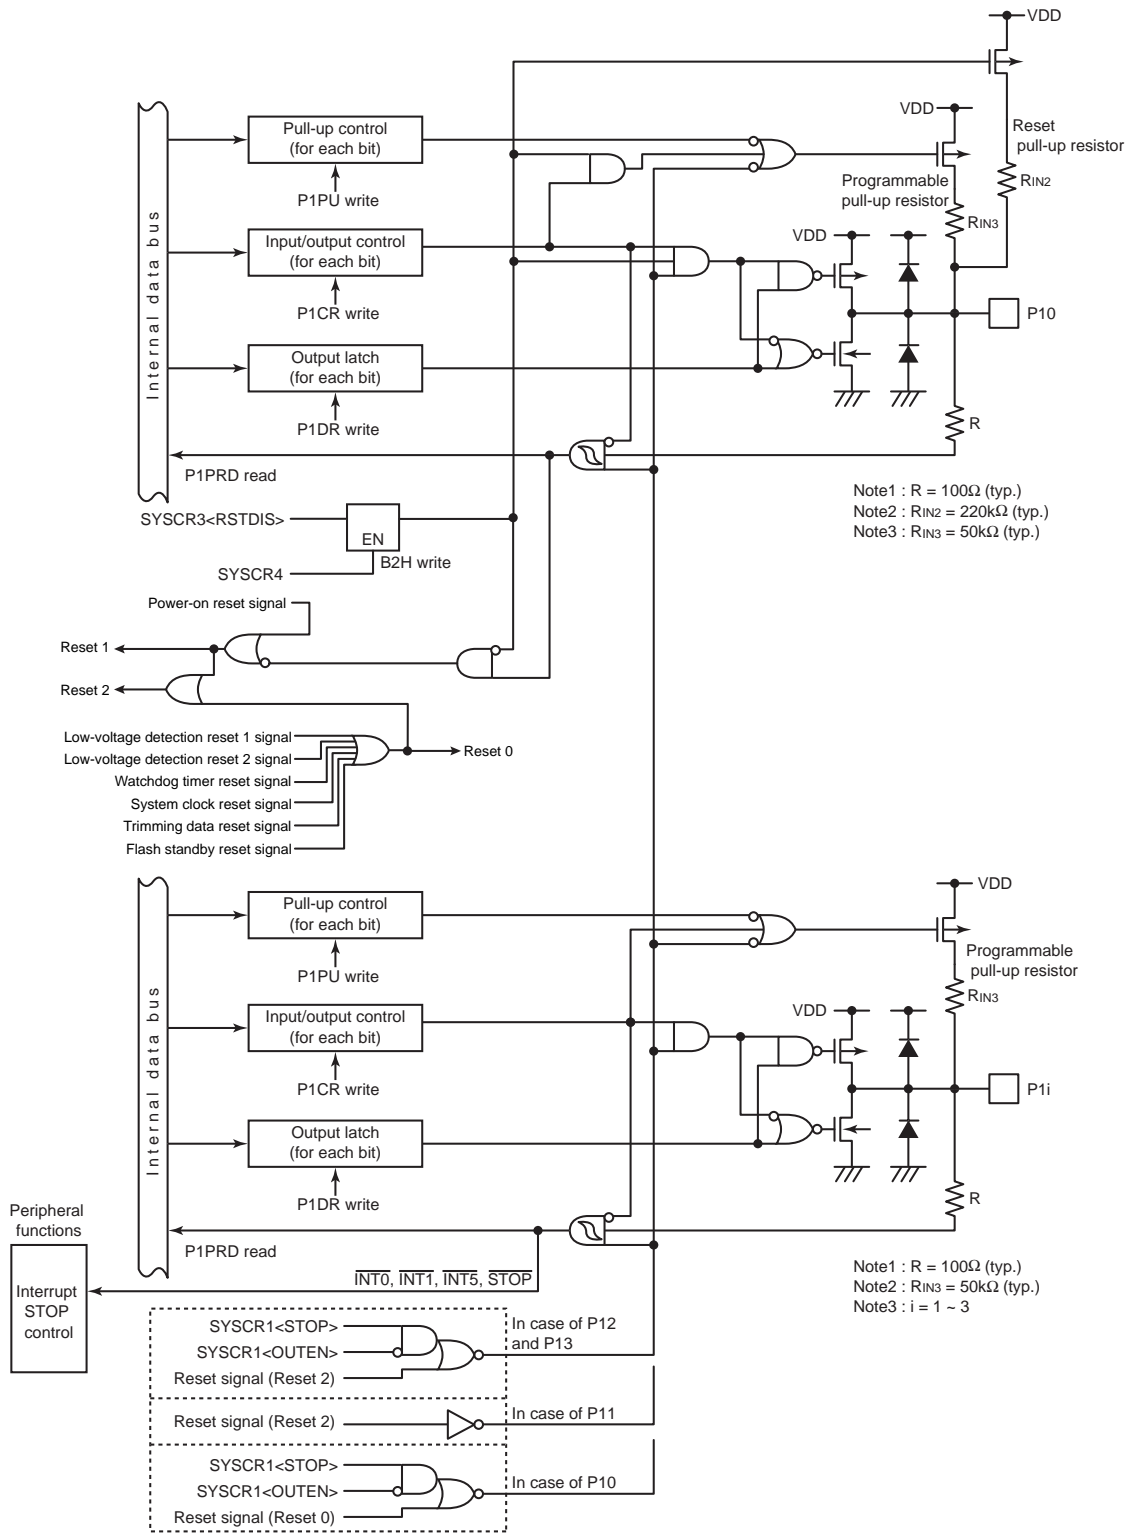 VDD
VDD
Reset
pull-up resistor
RIN2
Pull-up control
(for each bit)
P1PU write
Programmable
pull-up resistor
RIN3
Internal data bus
Input/output control
(for each bit)
VDD
P1CR write
P10
Output latch
(for each bit)
P1DR write
R
P1PRD read
Note1 : R = 100Ω (typ.)
Note2 : RIN2 = 220kΩ (typ.)
Note3 : RIN3 = 50kΩ (typ.)
SYSCR3<RSTDIS>
EN
B2H write
SYSCR4
Power-on reset signal
Reset 1
Reset 2
Low-voltage detection reset 1 signal
Low-voltage detection reset 2 signal
Watchdog timer reset signal
System clock reset signal
Trimming data reset signal
Flash standby reset signal
Reset 0
VDD
Pull-up control
(for each bit)
P1PU write
Programmable
pull-up resistor
RIN3
Internal data bus
Input/output control
(for each bit)
VDD
P1CR write
P1i
Output latch
(for each bit)
P1DR write
R
Peripheral
functions
P1PRD read
INT0, INT1, INT5, STOP
Interrupt
STOP
control
Note1 : R = 100Ω (typ.)
Note2 : RIN3 = 50kΩ (typ.)
Note3 : i = 1 ~ 3
SYSCR1<STOP>
SYSCR1<OUTEN>
Reset signal (Reset 2)
In case of P12
and P13
Reset signal (Reset 2)
In case of P11
SYSCR1<STOP>
SYSCR1<OUTEN>
Reset signal (Reset 0)
In case of P10